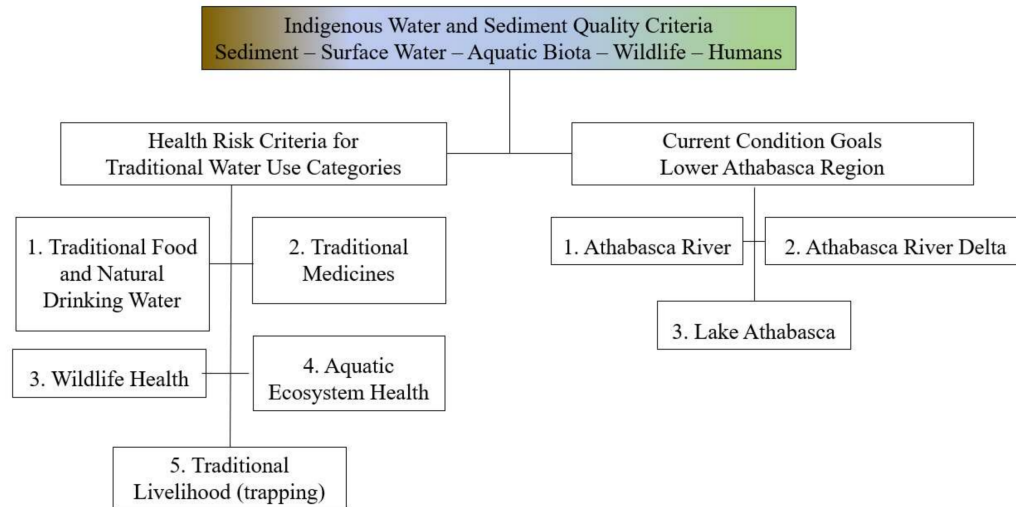 Indigenous Water and Sediment Quality Criteria
Sediment – Surface Water – Aquatic Biota – Wildlife – Humans
Health Risk Criteria for
Traditional Water Use Categories
Current Condition Goals
Lower Athabasca Region
1. Traditional Food
and Natural
Drinking Water
2. Traditional
Medicines
1. Athabasca River
2. Athabasca River Delta
3. Lake Athabasca
3. Wildlife Health
4. Aquatic
Ecosystem Health
5. Traditional
Livelihood (trapping)